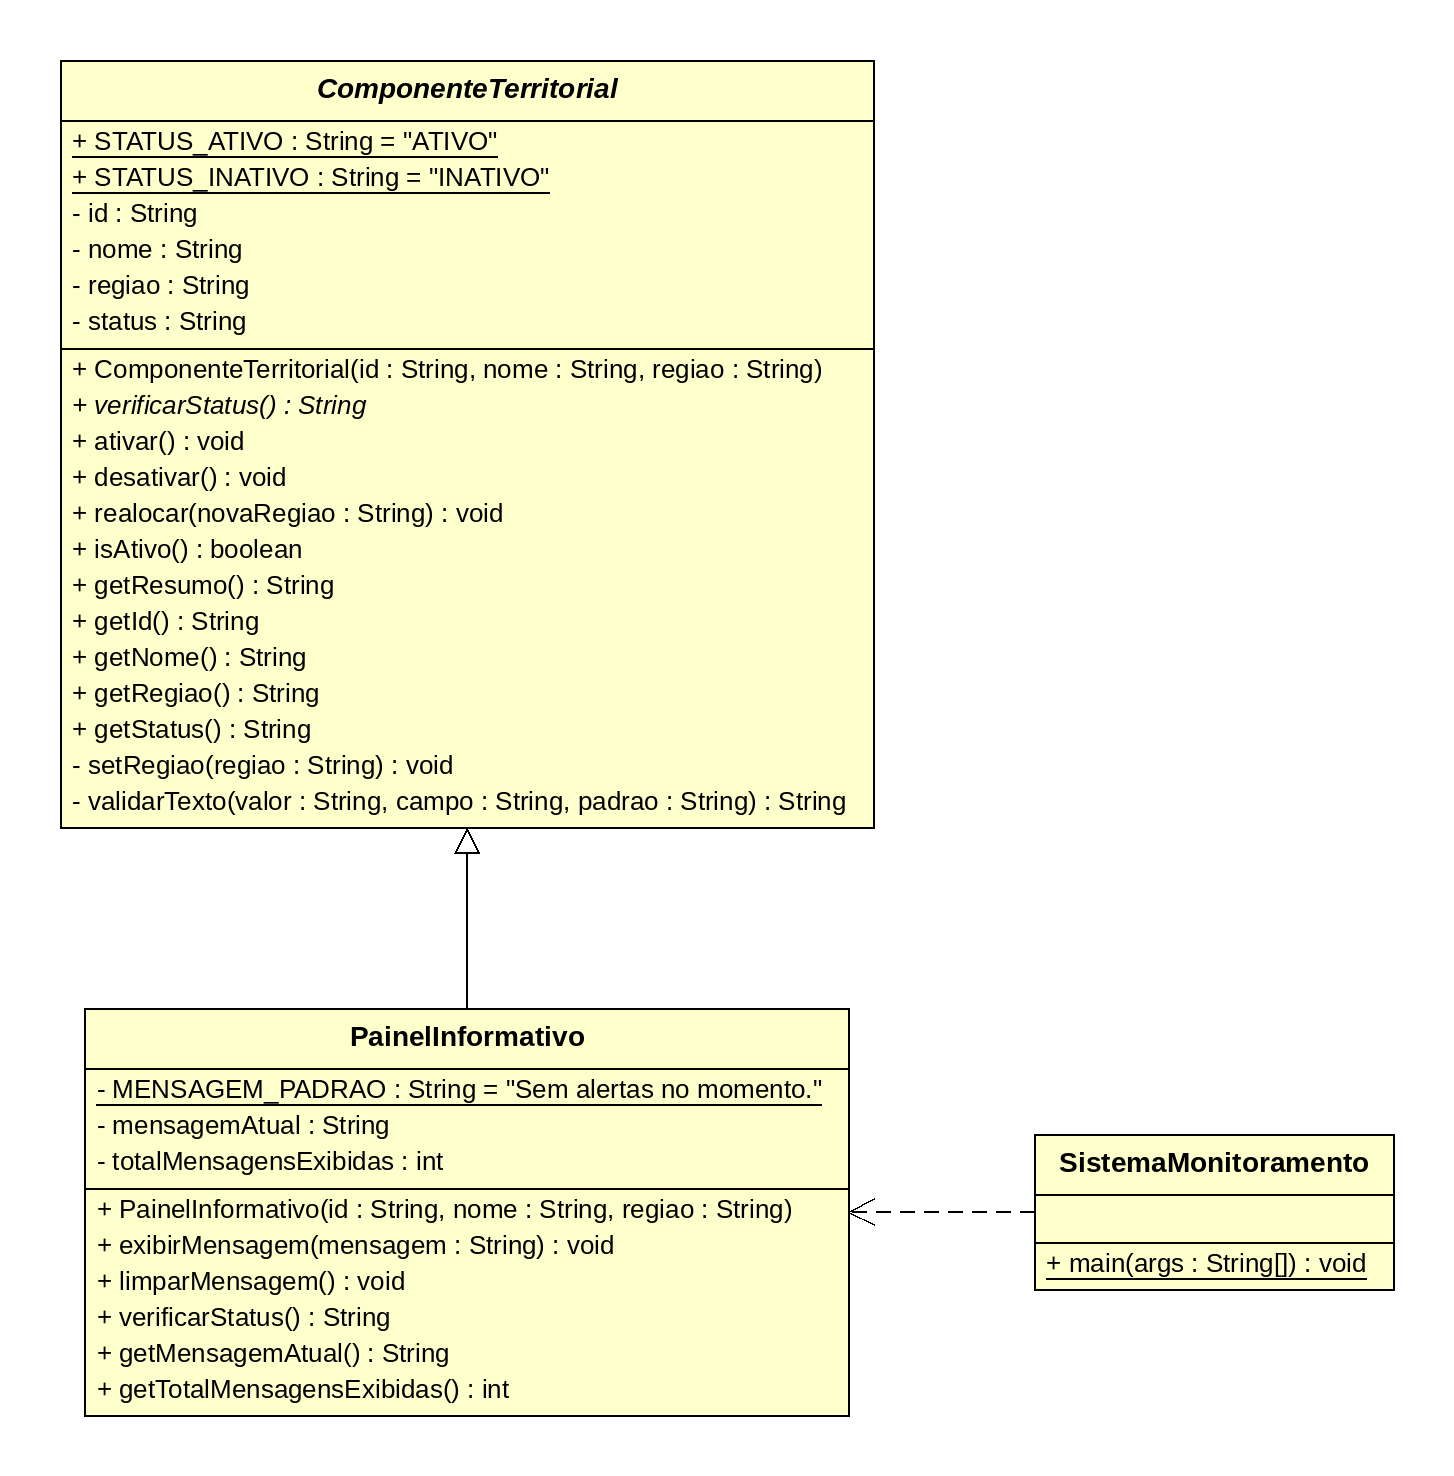 ComponenteTerritorial
+ STATUS_ATIVO : String = "ATIVO"
+ STATUS_INATIVO : String = "INATIVO"
- id : String
- nome : String
- regiao : String
- status : String
+ ComponenteTerritorial(id : String, nome : String, regiao : String)
+ verificarStatus() : String
+ ativar() : void
+ desativar() : void
+ realocar(novaRegiao : String) : void
+ isAtivo() : boolean
+ getResumo() : String
+ getId() : String
+ getNome() : String
+ getRegiao() : String
+ getStatus() : String
- setRegiao(regiao : String) : void
- validarTexto(valor : String, campo : String, padrao : String) : String
PainelInformativo
- MENSAGEM_PADRAO : String = "Sem alertas no momento."
- mensagemAtual : String
- totalMensagensExibidas : int
+ PainelInformativo(id : String, nome : String, regiao : String)
+ exibirMensagem(mensagem : String) : void
+ limparMensagem() : void
+ verificarStatus() : String
+ getMensagemAtual() : String
+ getTotalMensagensExibidas() : int
SistemaMonitoramento
+ main(args : String[]) : void